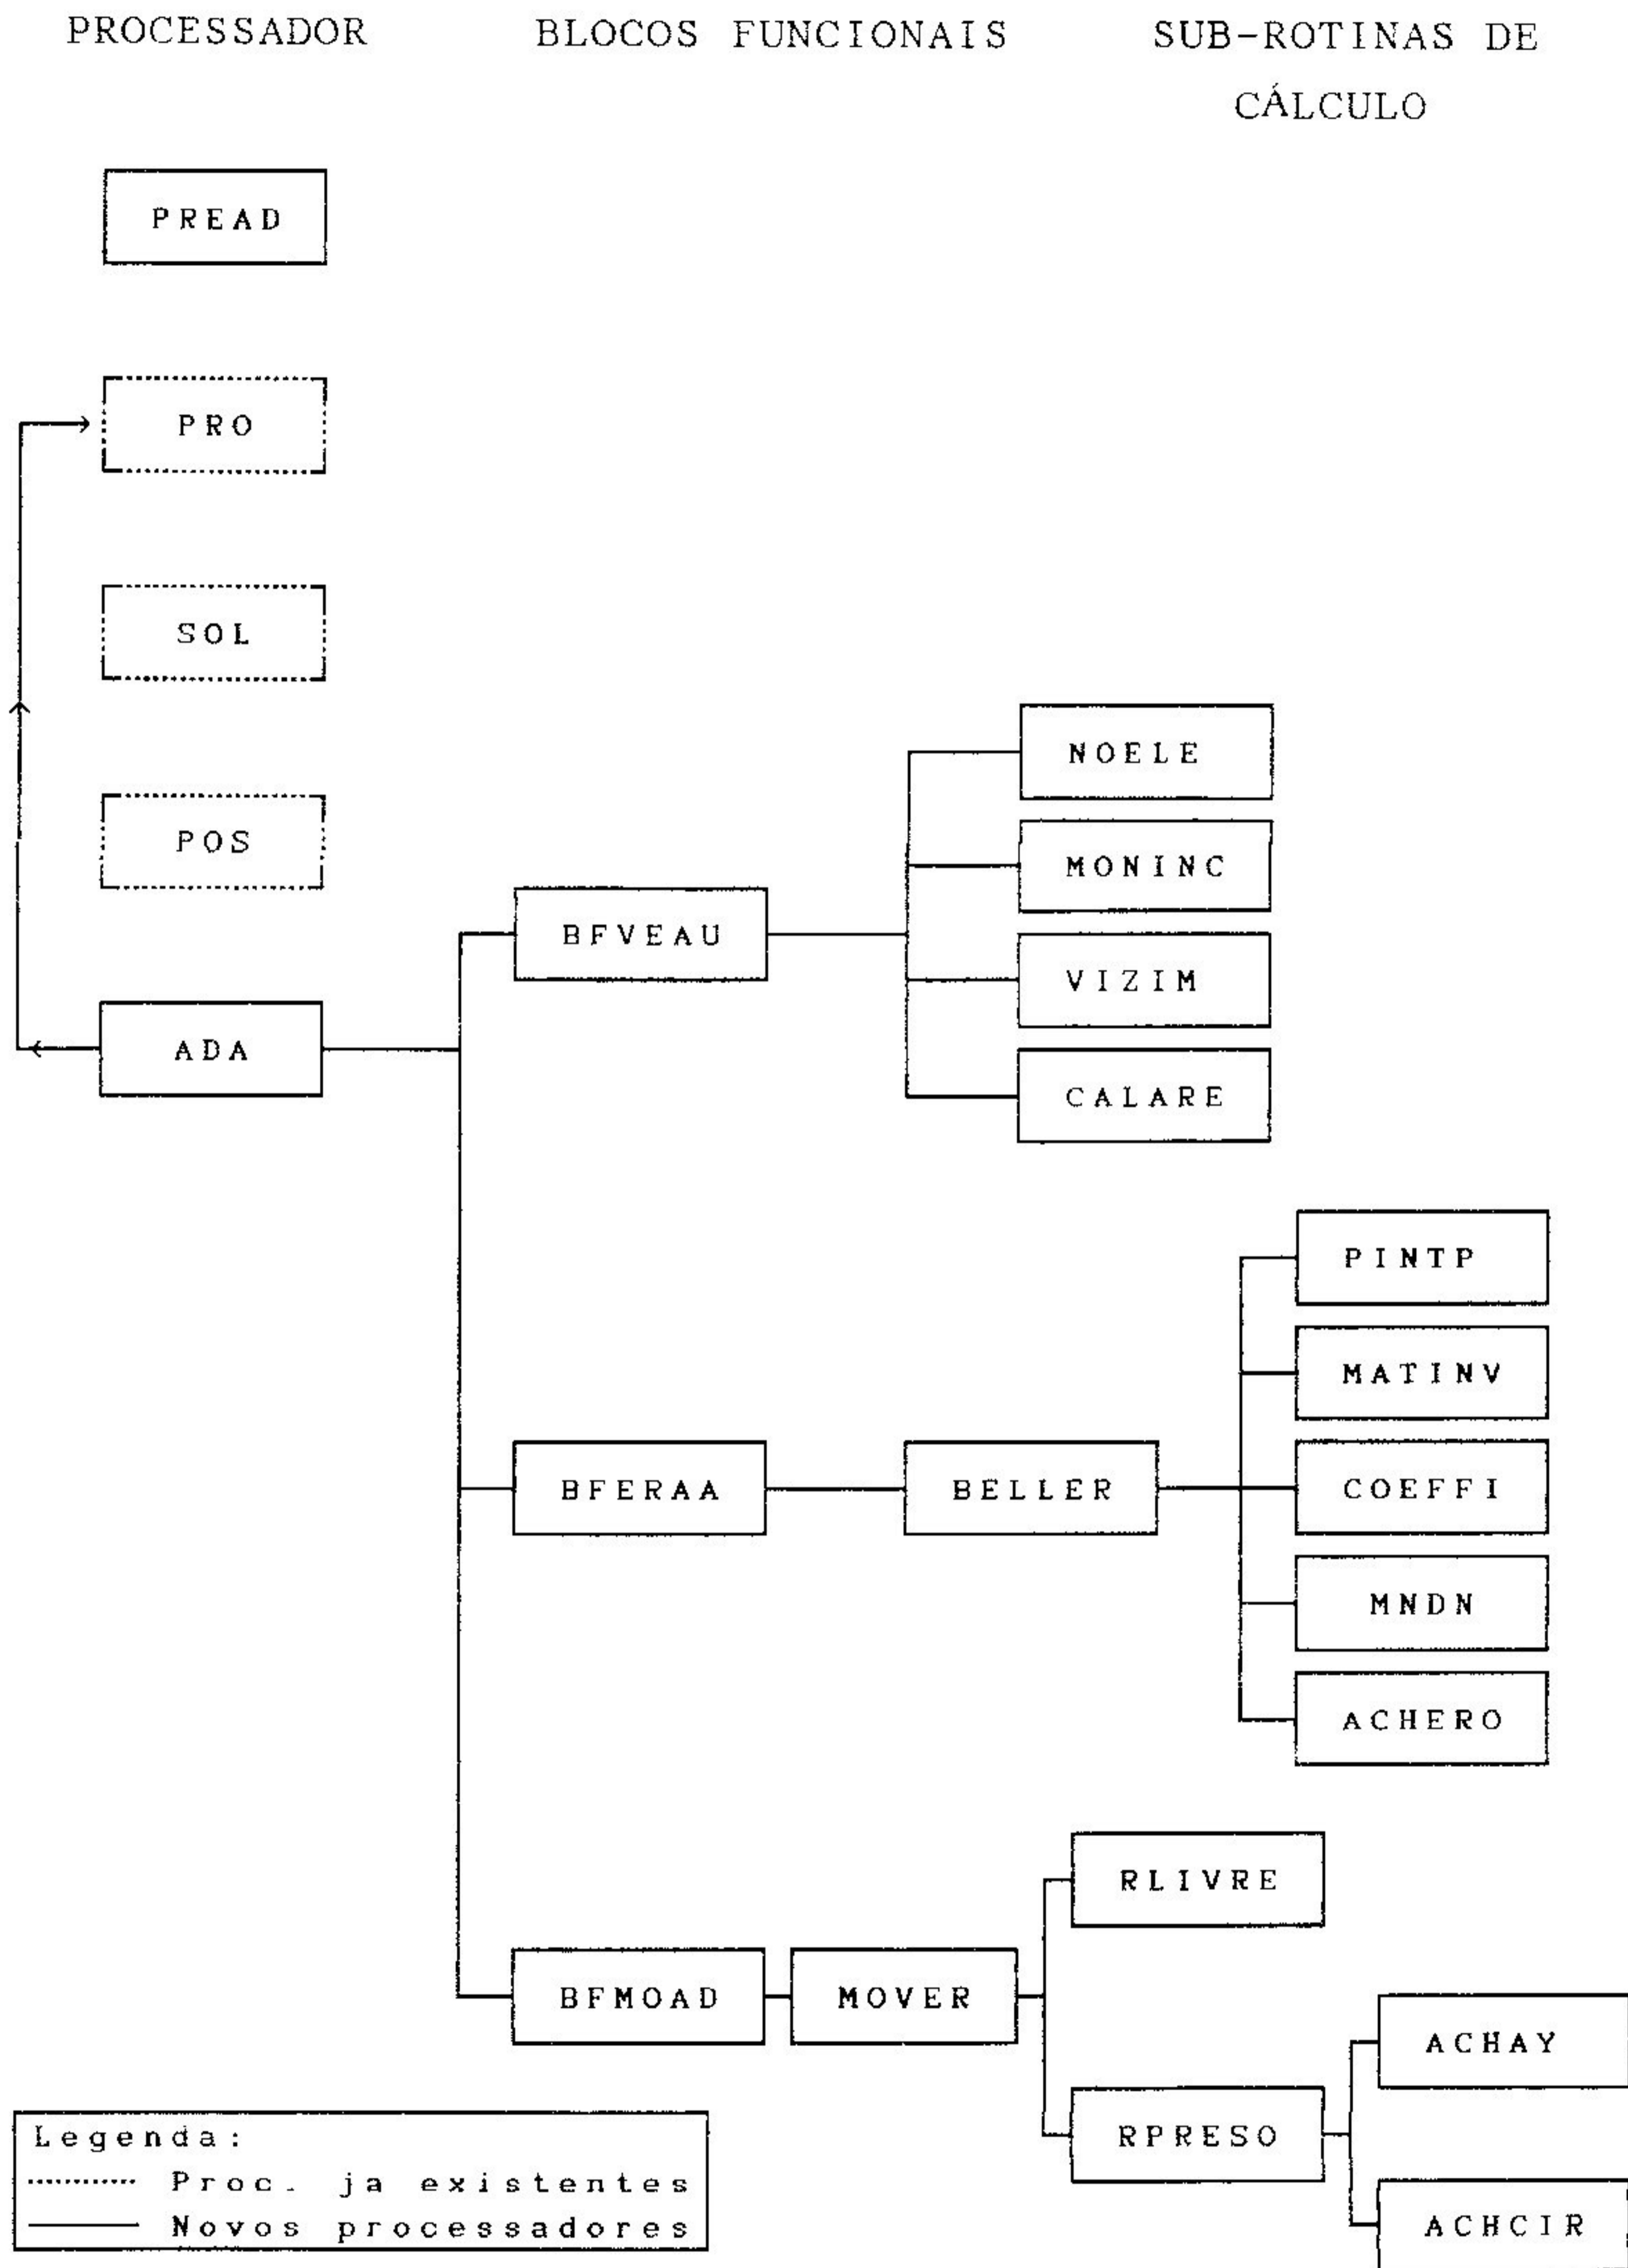 PROCESSADOR BLOCOS FUNCIONAIS SUB-ROTINAS DE
CÁLCULO
PREAD
PRO
SOL
POS
ADA
BFVEAU
NOELE
MONINC
VIZIM
CALARE
BFERAA
BELLER
PINTP
MATINV
COEFFI
MNDN
ACHERO
BFMOAD
MOVER
RLIVRE
RPRESO
ACHAY
ACHCIR
Legenda:
Proc. ja existentes
Novos processadores